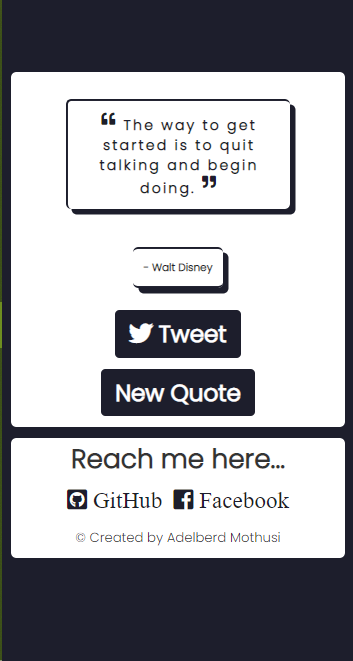 ❝ The way to get
started is to quit
talking and begin
doing. ❞
- Walt Disney
Tweet
New Quote
Reach me here...
GitHub Facebook
© Created by Adelberd Mothusi